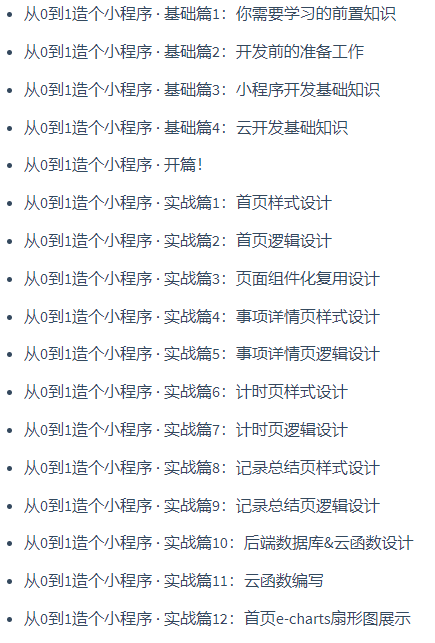 从0到1造个小程序 · 基础篇1：你需要学习的前置知识
从0到1造个小程序 · 基础篇2：开发前的准备工作
从0到1造个小程序 · 基础篇3：小程序开发基础知识
从0到1造个小程序 · 基础篇4：云开发基础知识
从0到1造个小程序 · 开篇！
从0到1造个小程序 · 实战篇1：首页样式设计
从0到1造个小程序 · 实战篇2：首页逻辑设计
从0到1造个小程序 · 实战篇3：页面组件化复用设计
从0到1造个小程序 · 实战篇4：事项详情页样式设计
从0到1造个小程序 · 实战篇5：事项详情页逻辑设计
从0到1造个小程序 · 实战篇6：计时页样式设计
从0到1造个小程序 · 实战篇7：计时页逻辑设计
从0到1造个小程序 · 实战篇8：记录总结页样式设计
从0到1造个小程序 · 实战篇9：记录总结页逻辑设计
从0到1造个小程序 · 实战篇10：后端数据库&云函数设计
从0到1造个小程序 · 实战篇11：云函数编写
从0到1造个小程序 · 实战篇12：首页e-charts扇形图展示